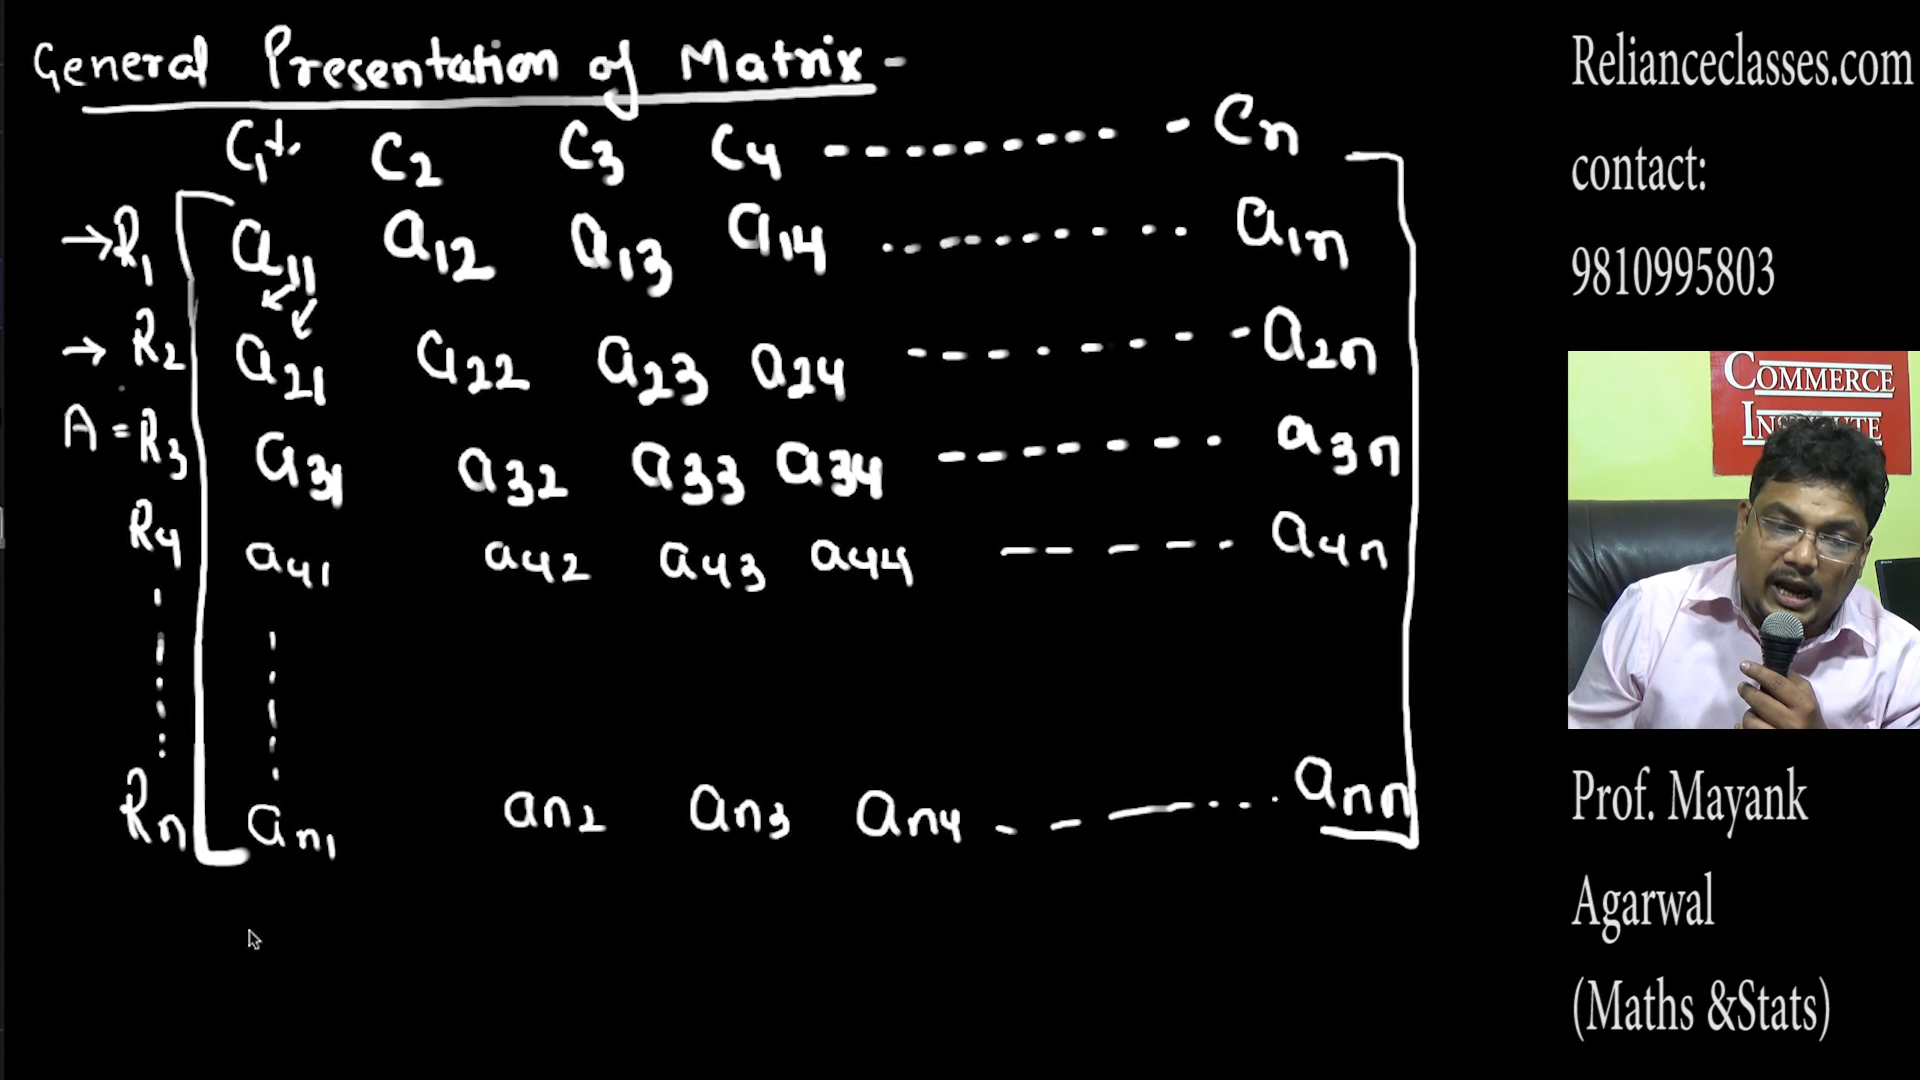 General Presentation of Matrix -
C1 C2 C3 C4 - - - - - - - - - - Cn
→ R1 a11 a12 a13 a14 - - - - - - - - - a1n
→ R2 a21 a22 a23 a24 - - - - - - - - a2n
A = R3 a31 a32 a33 a34 - - - - - - - a3n
R4 a41 a42 a43 a44 - - - - - - a4n
Rn an1 an2 an3 an4 - - - - - - ann
Relianceclasses.com
contact:
9810995803
COMMERCE
INSTITUTE
Prof. Mayank
Agarwal
(Maths &Stats)